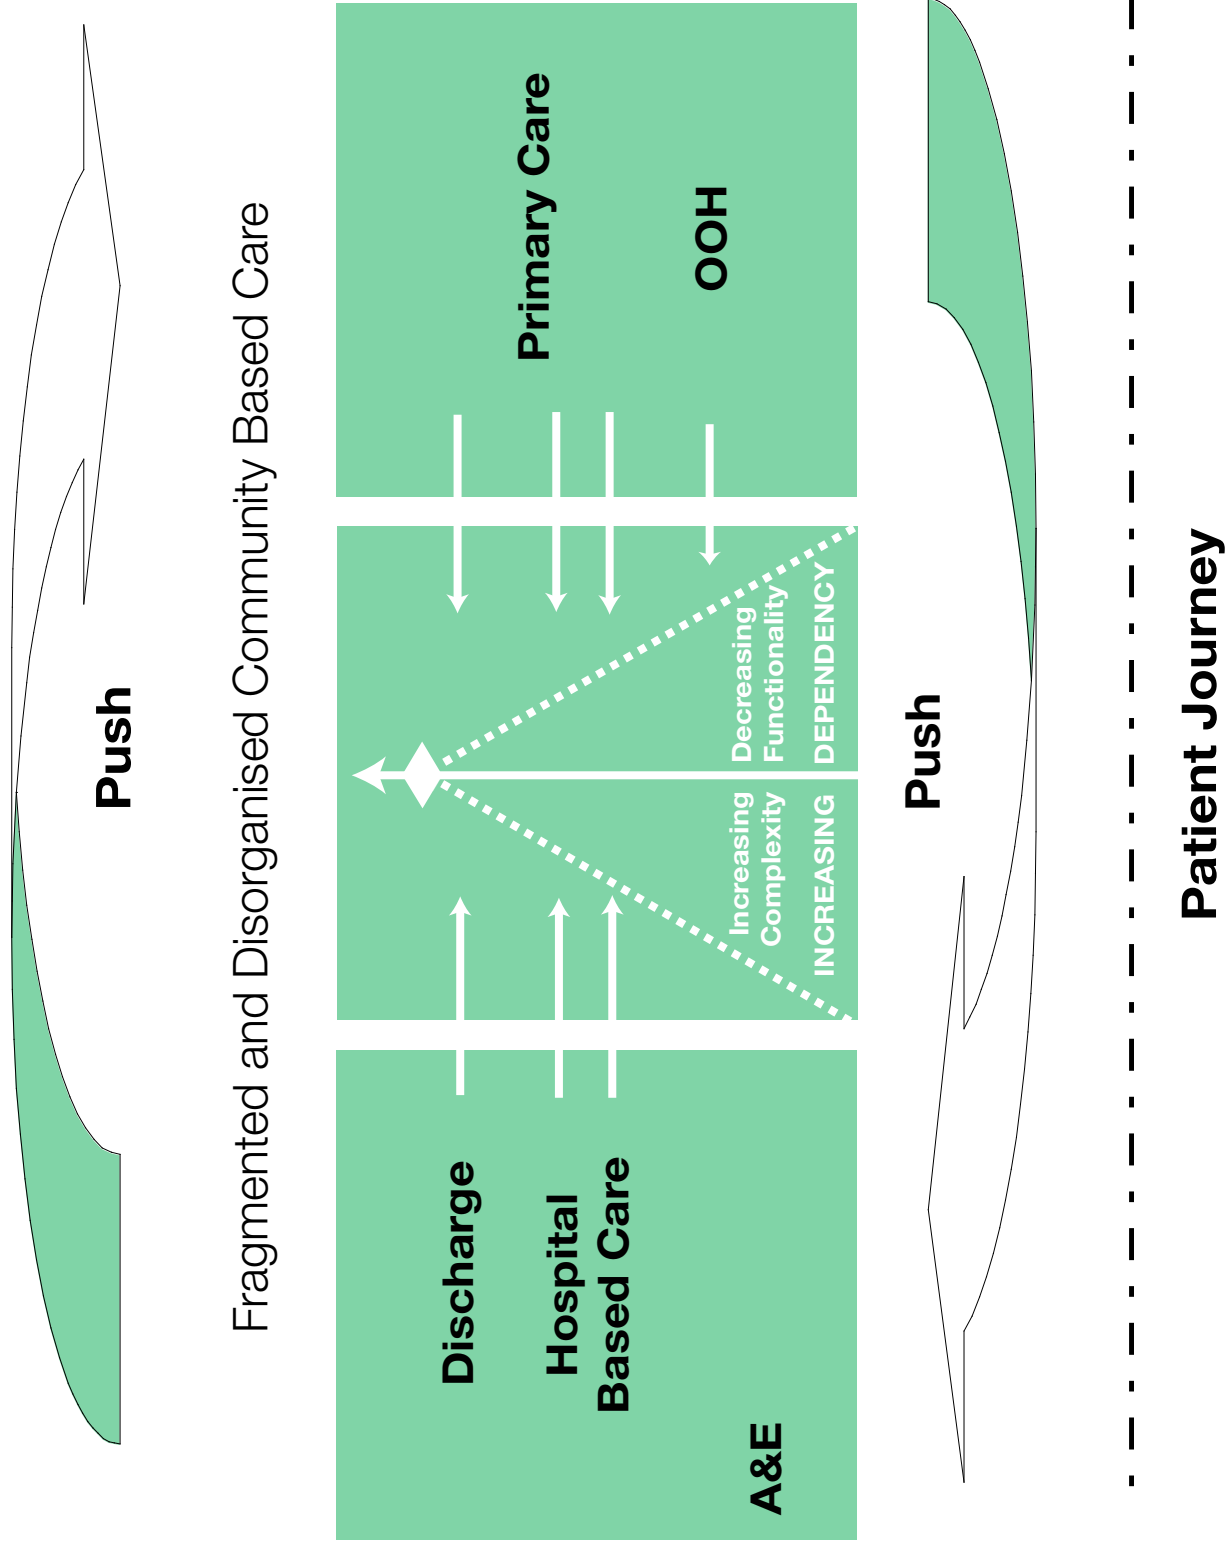 Push
Fragmented and Disorganised Community Based Care
Discharge
Hospital
Based Care
A&E
Increasing
Complexity
INCREASING
Decreasing
Functionality
DEPENDENCY
Primary Care
OOH
Push
Patient Journey